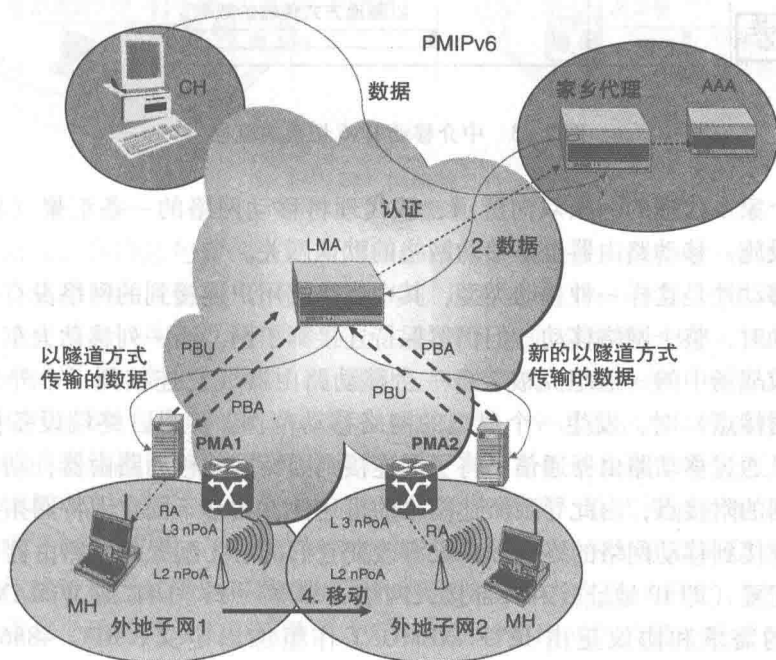 PMIPv6
CH
数据
家乡代理
AAA
认证
LMA
2. 数据
以隧道方式
传输的数据
PBU
PBA
PBA
PBU
新的以隧道方式
传输的数据
PMA1
PMA2
RA
L3 nPoA
L 3 nPoA
RA
L2 nPoA
L2 nPoA
MH
4. 移动
MH
外地子网1
外地子网2